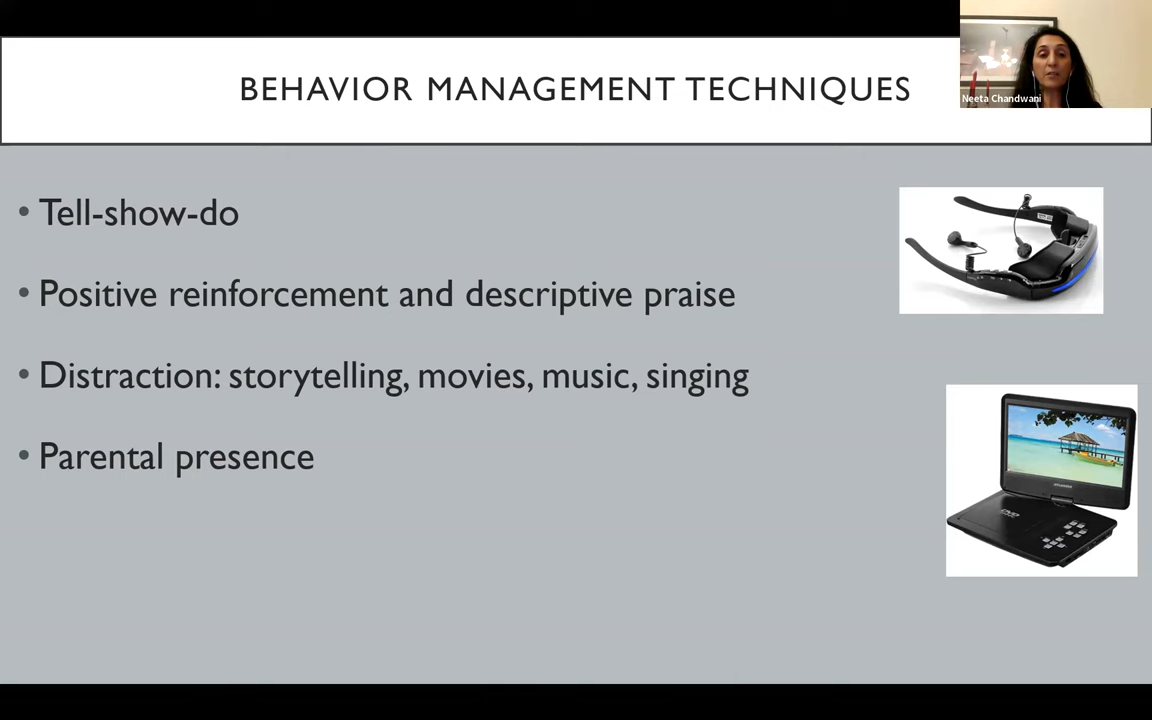 BEHAVIOR MANAGEMENT TECHNIQUES
Neeta Chandwani
• Tell-show-do
• Positive reinforcement and descriptive praise
• Distraction: storytelling, movies, music, singing
• Parental presence